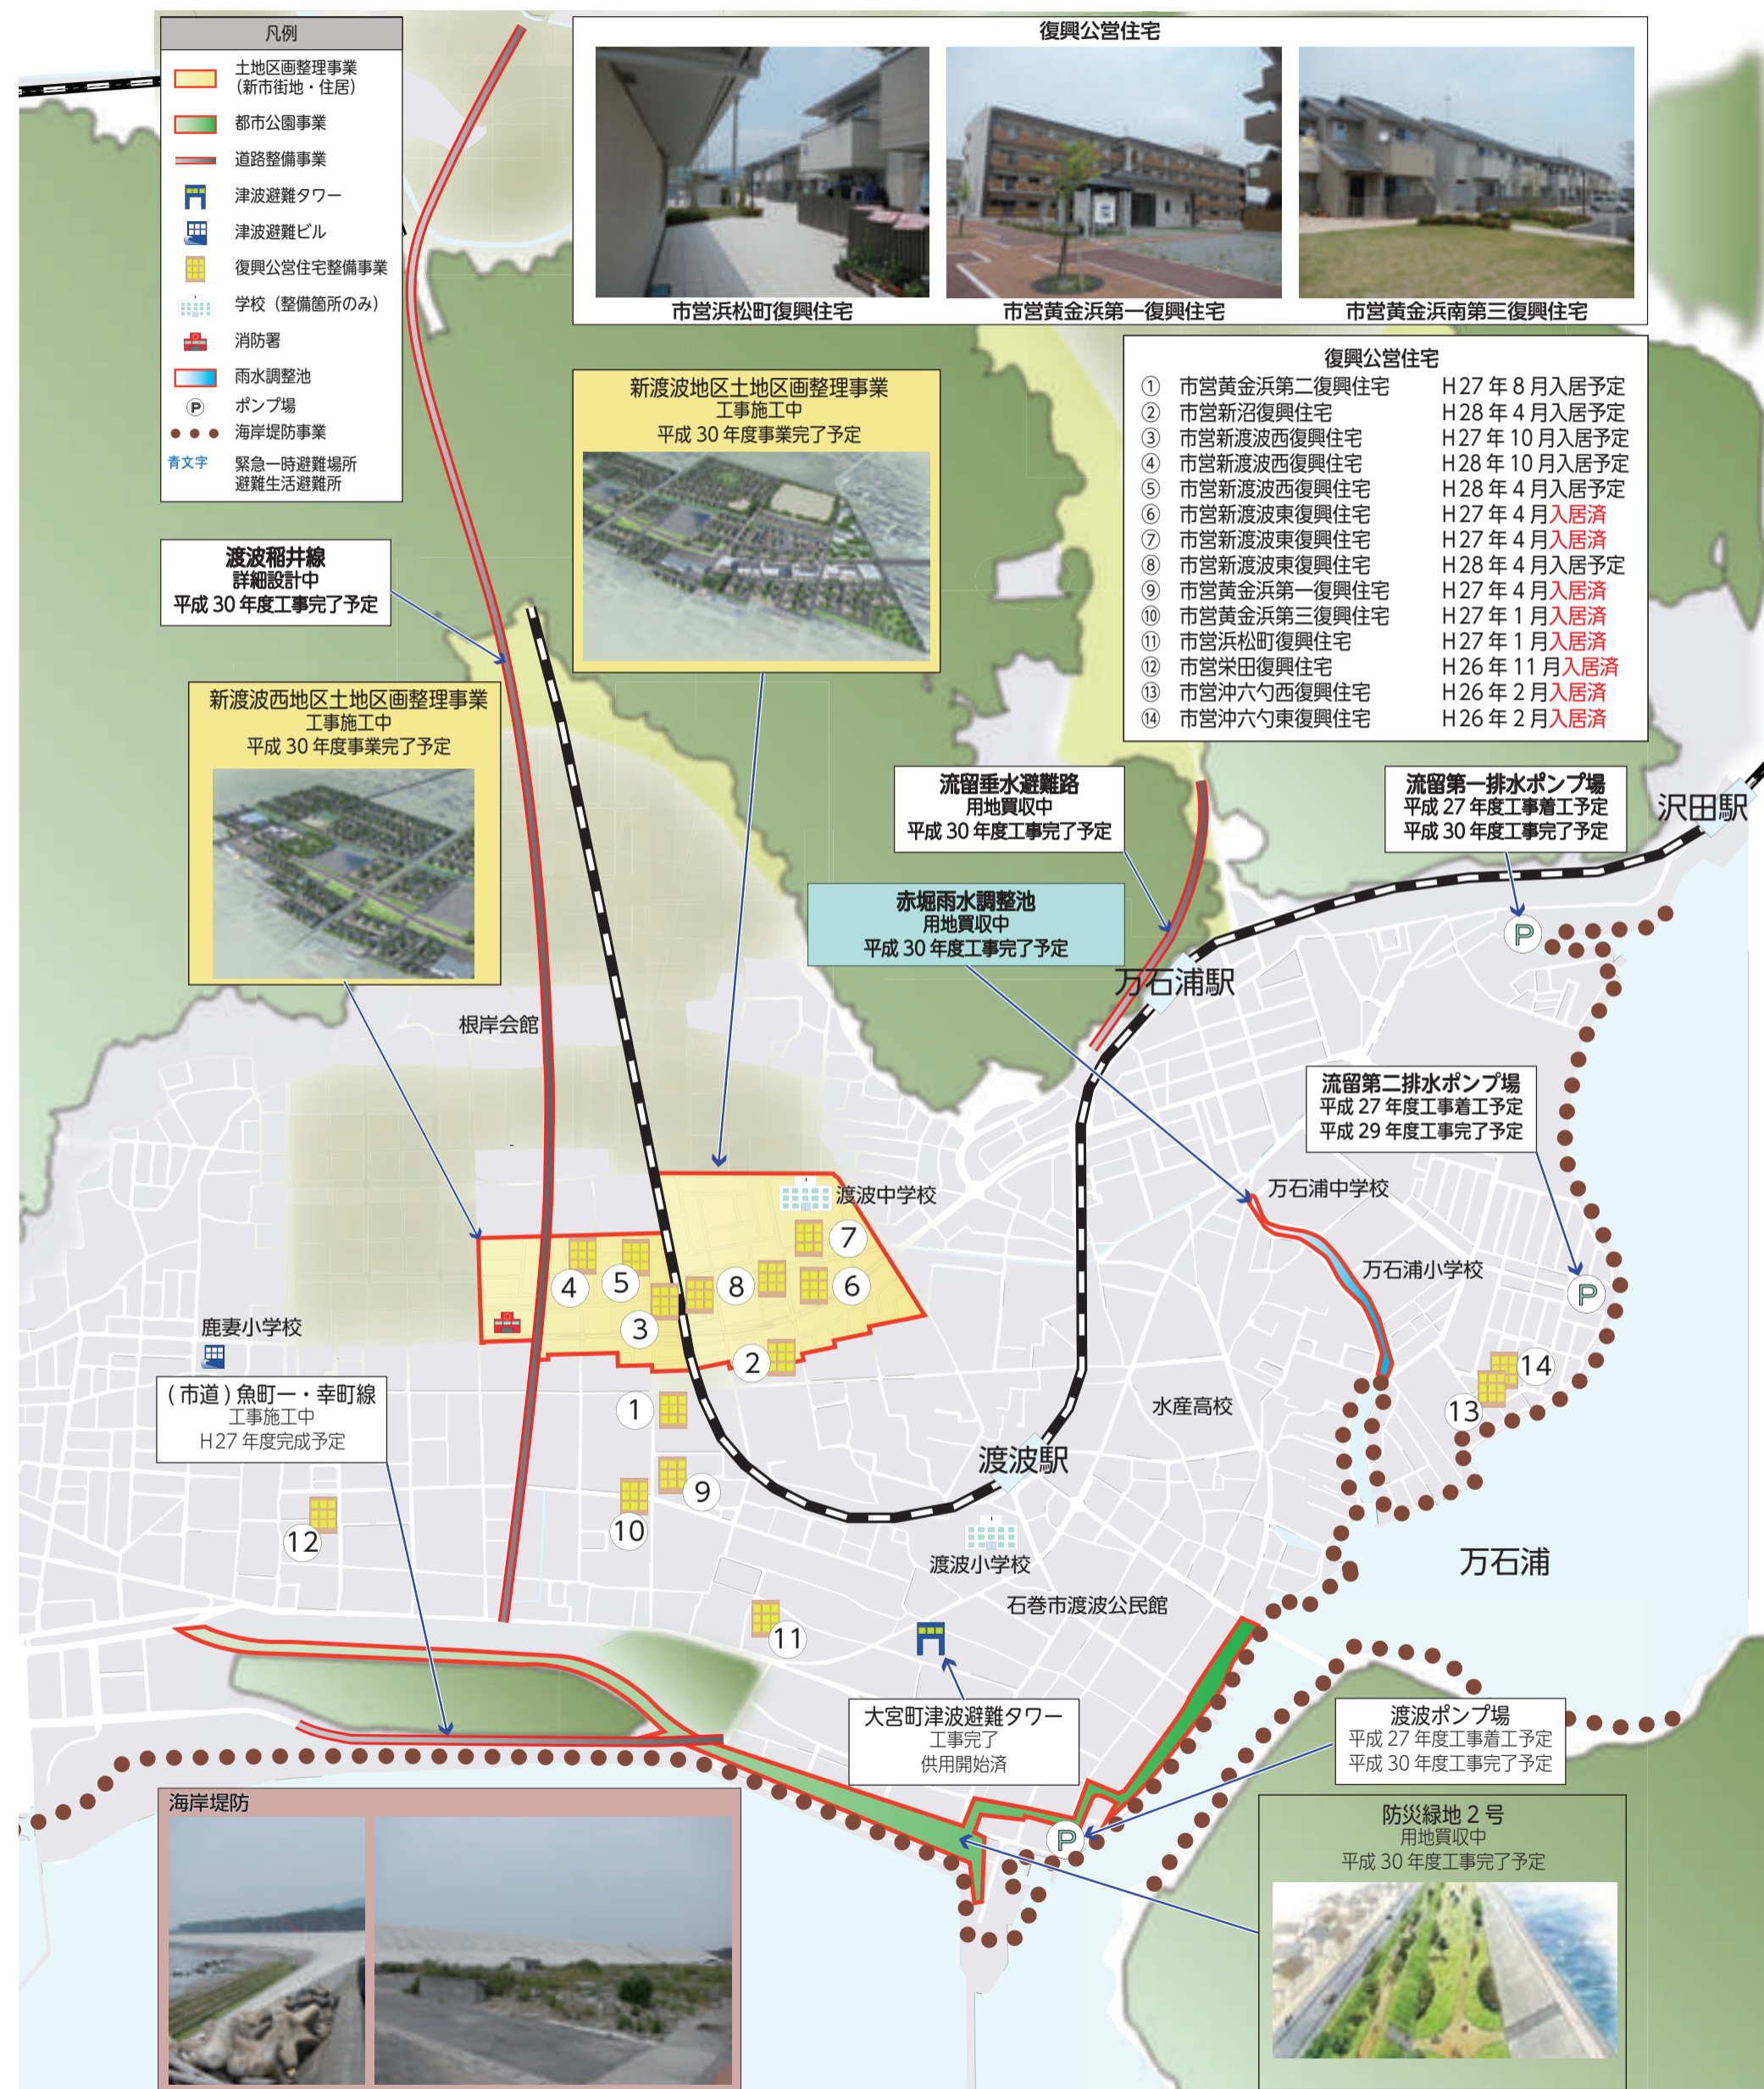 凡例
土地区画整理事業
(新市街地・住居)
都市公園事業
道路整備事業
津波避難タワー
津波避難ビル
復興公営住宅整備事業
学校（整備箇所のみ）
消防署
雨水調整池
P ポンプ場
海岸堤防事業
青文字 緊急一時避難場所
避難生活避難所
復興公営住宅
市営浜松町復興住宅
市営黄金浜第一復興住宅
市営黄金浜南第三復興住宅
復興公営住宅
① 市営黄金浜第二復興住宅 H27年8月入居予定
② 市営新沼復興住宅 H28年4月入居予定
③ 市営新渡波西復興住宅 H27年10月入居予定
④ 市営新渡波西復興住宅 H28年10月入居予定
⑤ 市営新渡波西復興住宅 H28年4月入居予定
⑥ 市営新渡波東復興住宅 H27年4月入居済
⑦ 市営新渡波東復興住宅 H27年4月入居済
⑧ 市営新渡波東復興住宅 H28年4月入居予定
⑨ 市営黄金浜第一復興住宅 H27年4月入居済
⑩ 市営黄金浜第三復興住宅 H27年1月入居済
⑪ 市営浜松町復興住宅 H27年1月入居済
⑫ 市営栄田復興住宅 H26年11月入居済
⑬ 市営沖六勺西復興住宅 H26年2月入居済
⑭ 市営沖六勺東復興住宅 H26年2月入居済
新渡波地区土地区画整理事業
工事施工中
平成30年度事業完了予定
渡波稲井線
詳細設計中
平成30年度工事完了予定
新渡波西地区土地区画整理事業
工事施工中
平成30年度事業完了予定
流留垂水避難路
用地買収中
平成30年度工事完了予定
流留第一排水ポンプ場
平成27年度工事着工予定
平成30年度工事完了予定
沢田駅
赤堀雨水調整池
用地買収中
平成30年度工事完了予定
P
万石浦駅
根岸会館
流留第二排水ポンプ場
平成27年度工事着工予定
平成29年度工事完了予定
万石浦中学校
渡波中学校
7
万石浦小学校
4
5
8
6
P
3
鹿妻小学校
2
14
13
(市道)魚町一・幸町線
工事施工中
H27年度完成予定
1
水産高校
渡波駅
9
10
12
渡波小学校
万石浦
石巻市渡波公民館
11
大宮町津波避難タワー
工事完了
供用開始済
渡波ポンプ場
平成27年度工事着工予定
平成30年度工事完了予定
P
海岸堤防
防災緑地2号
用地買収中
平成30年度工事完了予定